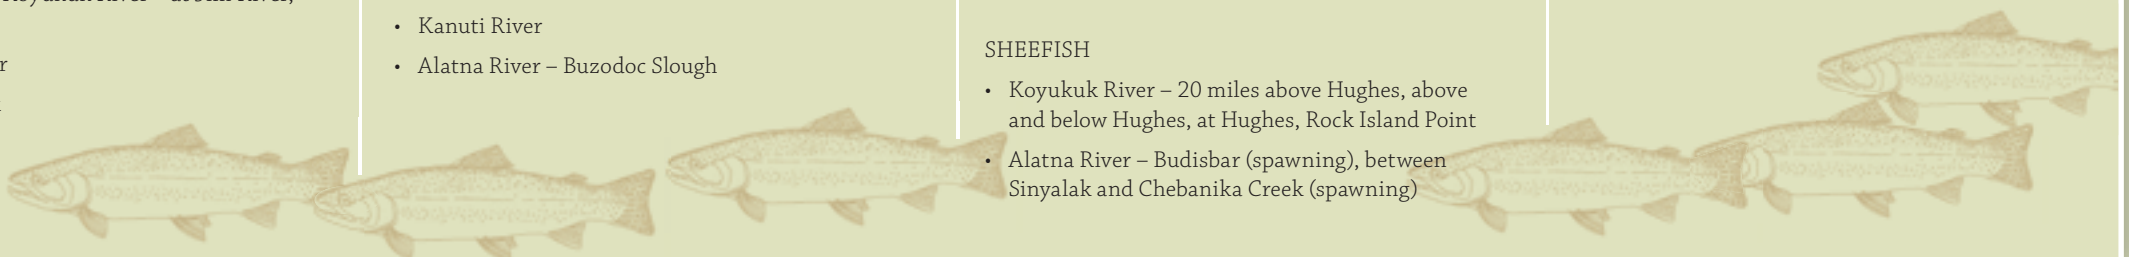 River,
• Kanuti River
• Alatna River – Buzodoc Slough
SHEEFISH
• Koyukuk River – 20 miles above Hughes, above
and below Hughes, at Hughes, Rock Island Point
• Alatna River – Budisbar (spawning), between
Sinyalak and Chebanika Creek (spawning)